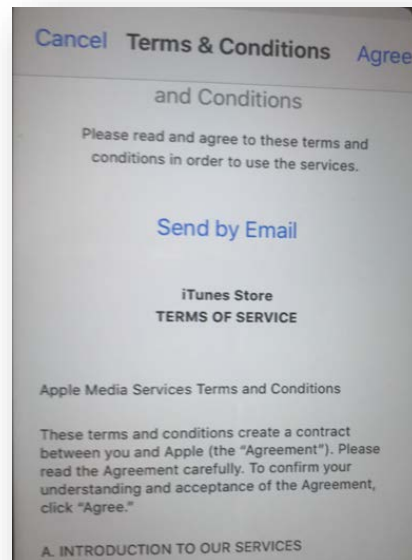 Cancel Terms & Conditions Agree
and Conditions
Please read and agree to these terms and
conditions in order to use the services.
Send by Email
iTunes Store
TERMS OF SERVICE
Apple Media Services Terms and Conditions
These terms and conditions create a contract
between you and Apple (the “Agreement”). Please
read the Agreement carefully. To confirm your
understanding and acceptance of the Agreement,
click “Agree.”
A. INTRODUCTION TO OUR SERVICES